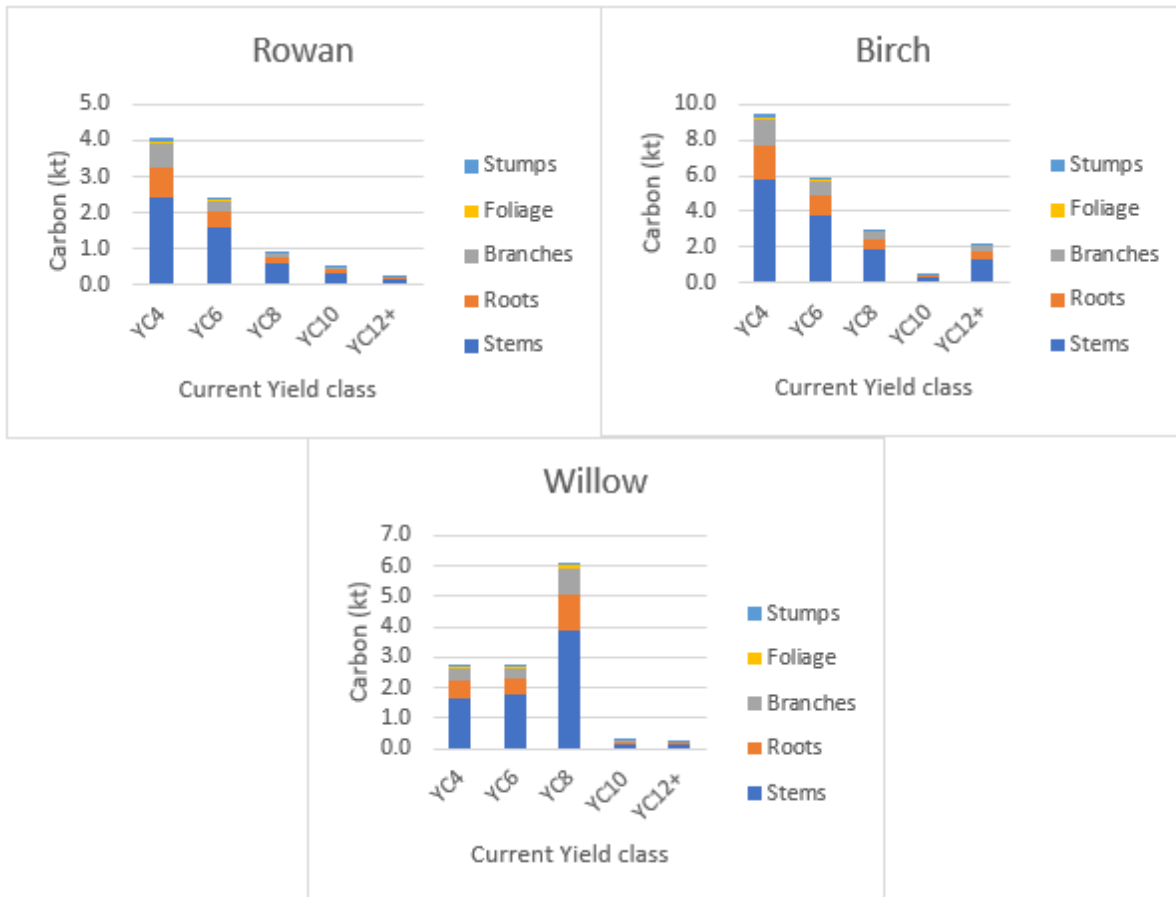 Rowan
Carbon (kt)
5.0
4.0
3.0
2.0
1.0
0.0
YC4 YC6 YC8 YC10 YC12+
Current Yield class
Stumps
Foliage
Branches
Roots
Stems
Birch
Carbon (kt)
10.0
8.0
6.0
4.0
2.0
0.0
YC4 YC6 YC8 YC10 YC12+
Current Yield class
Stumps
Foliage
Branches
Roots
Stems
Willow
Carbon (kt)
7.0
6.0
5.0
4.0
3.0
2.0
1.0
0.0
YC4 YC6 YC8 YC10 YC12+
Current Yield class
Stumps
Foliage
Branches
Roots
Stems